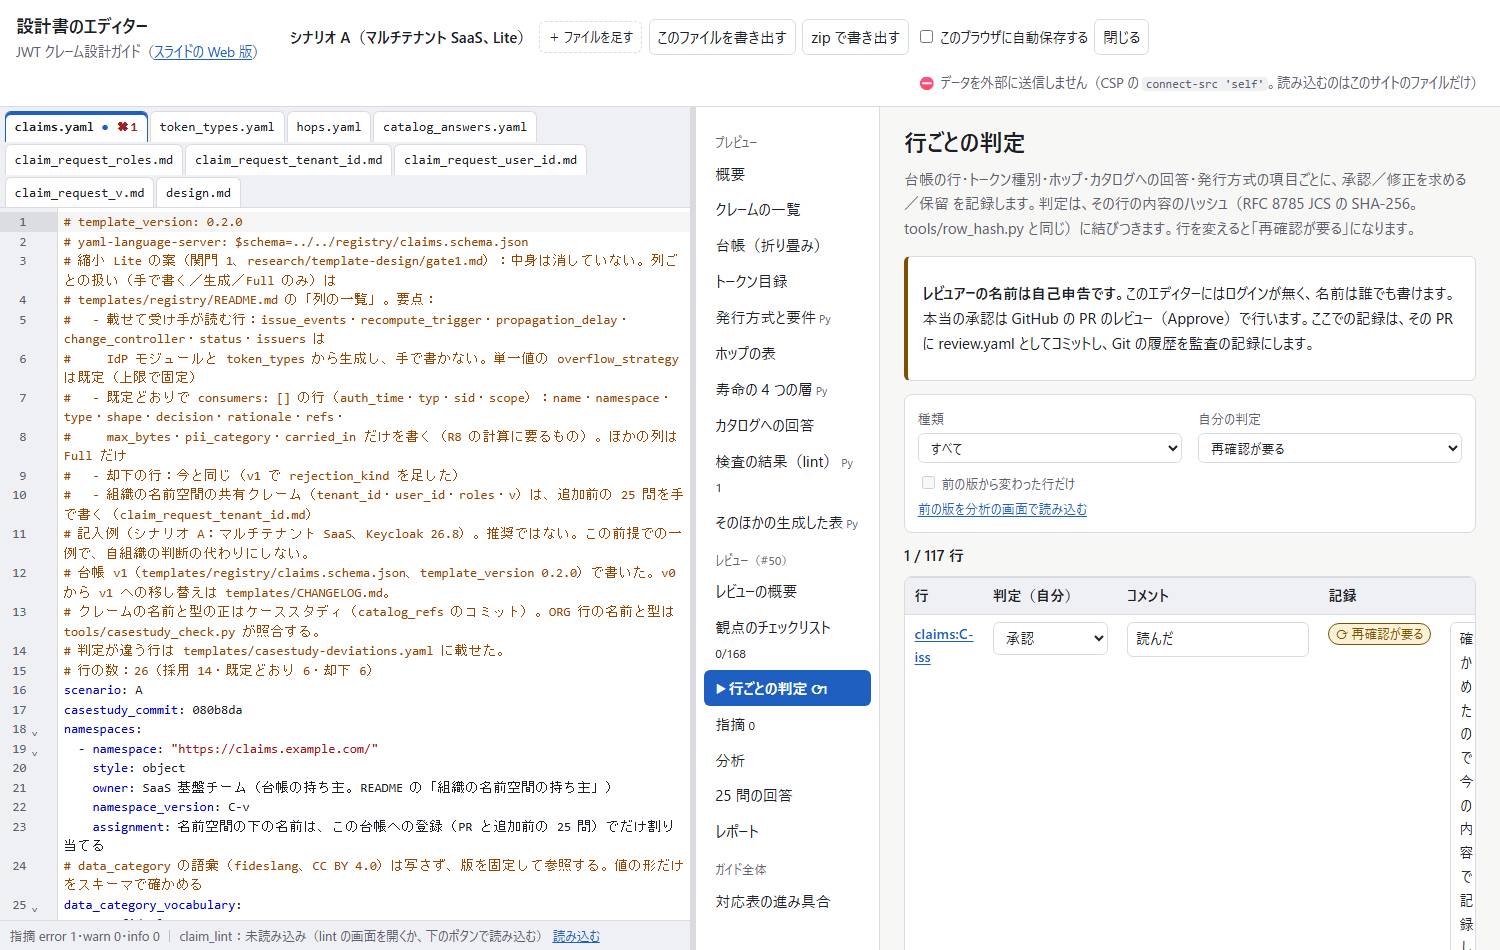 設計書のエディター
JWT クレーム設計ガイド（スライドの Web 版）
シナリオ A（マルチテナント SaaS、Lite）
＋ ファイルを足す
このファイルを書き出す
zip で書き出す
このブラウザに自動保存する
閉じる
データを外部に送信しません（CSP の connect-src 'self'。読み込むのはこのサイトのファイルだけ）
claims.yaml ● ✖1
token_types.yaml
hops.yaml
catalog_answers.yaml
claim_request_roles.md
claim_request_tenant_id.md
claim_request_user_id.md
claim_request_v.md
design.md
1 # template_version: 0.2.0
2 # yaml-language-server: $schema=../../registry/claims.schema.json
3 # 縮小 Lite の案（関門 1、research/template-design/gate1.md）：中身は消していない。列ご
との扱い（手で書く／生成／Full のみ）は
4 # templates/registry/README.md の「列の一覧」。要点：
5 #   - 載せて受け手が読む行：issue_events・recompute_trigger・propagation_delay・
change_controller・status・issuers は
6 #     IdP モジュールと token_types から生成し、手で書かない。単一値の overflow_strategy
は既定（上限で固定）
7 #   - 既定どおりで consumers: [] の行（auth_time・typ・sid・scope）：name・namespace・
type・shape・decision・rationale・refs・
8 #     max_bytes・pii_category・carried_in だけを書く（R8 の計算に要るもの）。ほかの列は
Full だけ
9 #   - 却下の行：今と同じ（v1 で rejection_kind を足した）
10 #   - 組織の名前空間の共有クレーム（tenant_id・user_id・roles・v）は、追加前の 25 問を手
で書く（claim_request_tenant_id.md）
11 # 記入例（シナリオ A：マルチテナント SaaS、Keycloak 26.8）。推奨ではない。この前提での一
例で、自組織の判断の代わりにしない。
12 # 台帳 v1（templates/registry/claims.schema.json、template_version 0.2.0）で書いた。v0
から v1 への移し替えは templates/CHANGELOG.md。
13 # クレームの名前と型の正はケーススタディ（catalog_refs のコミット）。ORG 行の名前と型は
tools/casestudy_check.py が照合する。
14 # 判定が違う行は templates/casestudy-deviations.yaml に載せた。
15 # 行の数：26（採用 14・既定どおり 6・却下 6）
16 scenario: A
17 casestudy_commit: 080b8da
18 namespaces:
19   - namespace: "https://claims.example.com/"
20     style: object
21     owner: SaaS 基盤チーム（台帳の持ち主。README の「組織の名前空間の持ち主」）
22     namespace_version: C-v
23     assignment: 名前空間の下の名前は、この台帳への登録（PR と追加前の 25 問）でだけ割り
当てる
24 # data_category の語彙（fideslang、CC BY 4.0）は写さず、版を固定して参照する。値の形だけ
をスキーマで確かめる
25 data_category_vocabulary:
指摘 error 1・warn 0・info 0
claim_lint：未読み込み（lint の画面を開くか、下のボタンで読み込む）
読み込む
プレビュー
概要
クレームの一覧
台帳（折り畳み）
トークン目録
発行方式と要件 Py
ホップの表
寿命の 4 つの層 Py
カタログへの回答
検査の結果（lint） Py
1
そのほかの生成した表 Py
レビュー（#50）
レビューの概要
観点のチェックリスト
0/168
▶ 行ごとの判定 ⟳1
指摘 0
分析
25 問の回答
レポート
ガイド全体
対応表の進み具合
行ごとの判定
台帳の行・トークン種別・ホップ・カタログへの回答・発行方式の項目ごとに、承認／修正を求める
／保留 を記録します。判定は、その行の内容のハッシュ（RFC 8785 JCS の SHA-256。
tools/row_hash.py と同じ）に結びつきます。行を変えると「再確認が要る」になります。
レビュアーの名前は自己申告です。このエディターにはログインが無く、名前は誰でも書けます。
本当の承認は GitHub の PR のレビュー（Approve）で行います。ここでの記録は、その PR
に review.yaml としてコミットし、Git の履歴を監査の記録にします。
種類
自分の判定
すべて
再確認が要る
前の版から変わった行だけ
前の版を分析の画面で読み込む
1 / 117 行
行
判定（自分）
コメント
記録
claims:C-
iss
承認
読んだ
⟳ 再確認が要る
確
か
め
た
の
で
今
の
内
容
で
記
録